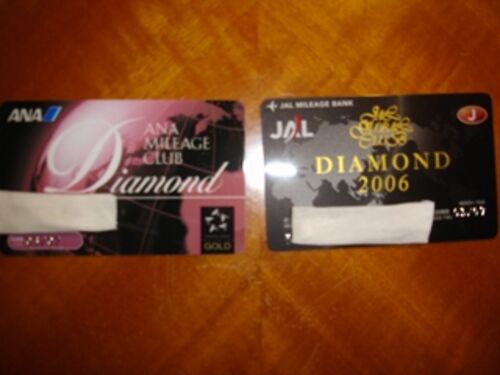 ANA
ANA
MILEAGE
CLUB
Diamond
GOLD
JAL MILEAGE BANK
JAL
J
DIAMOND
2006